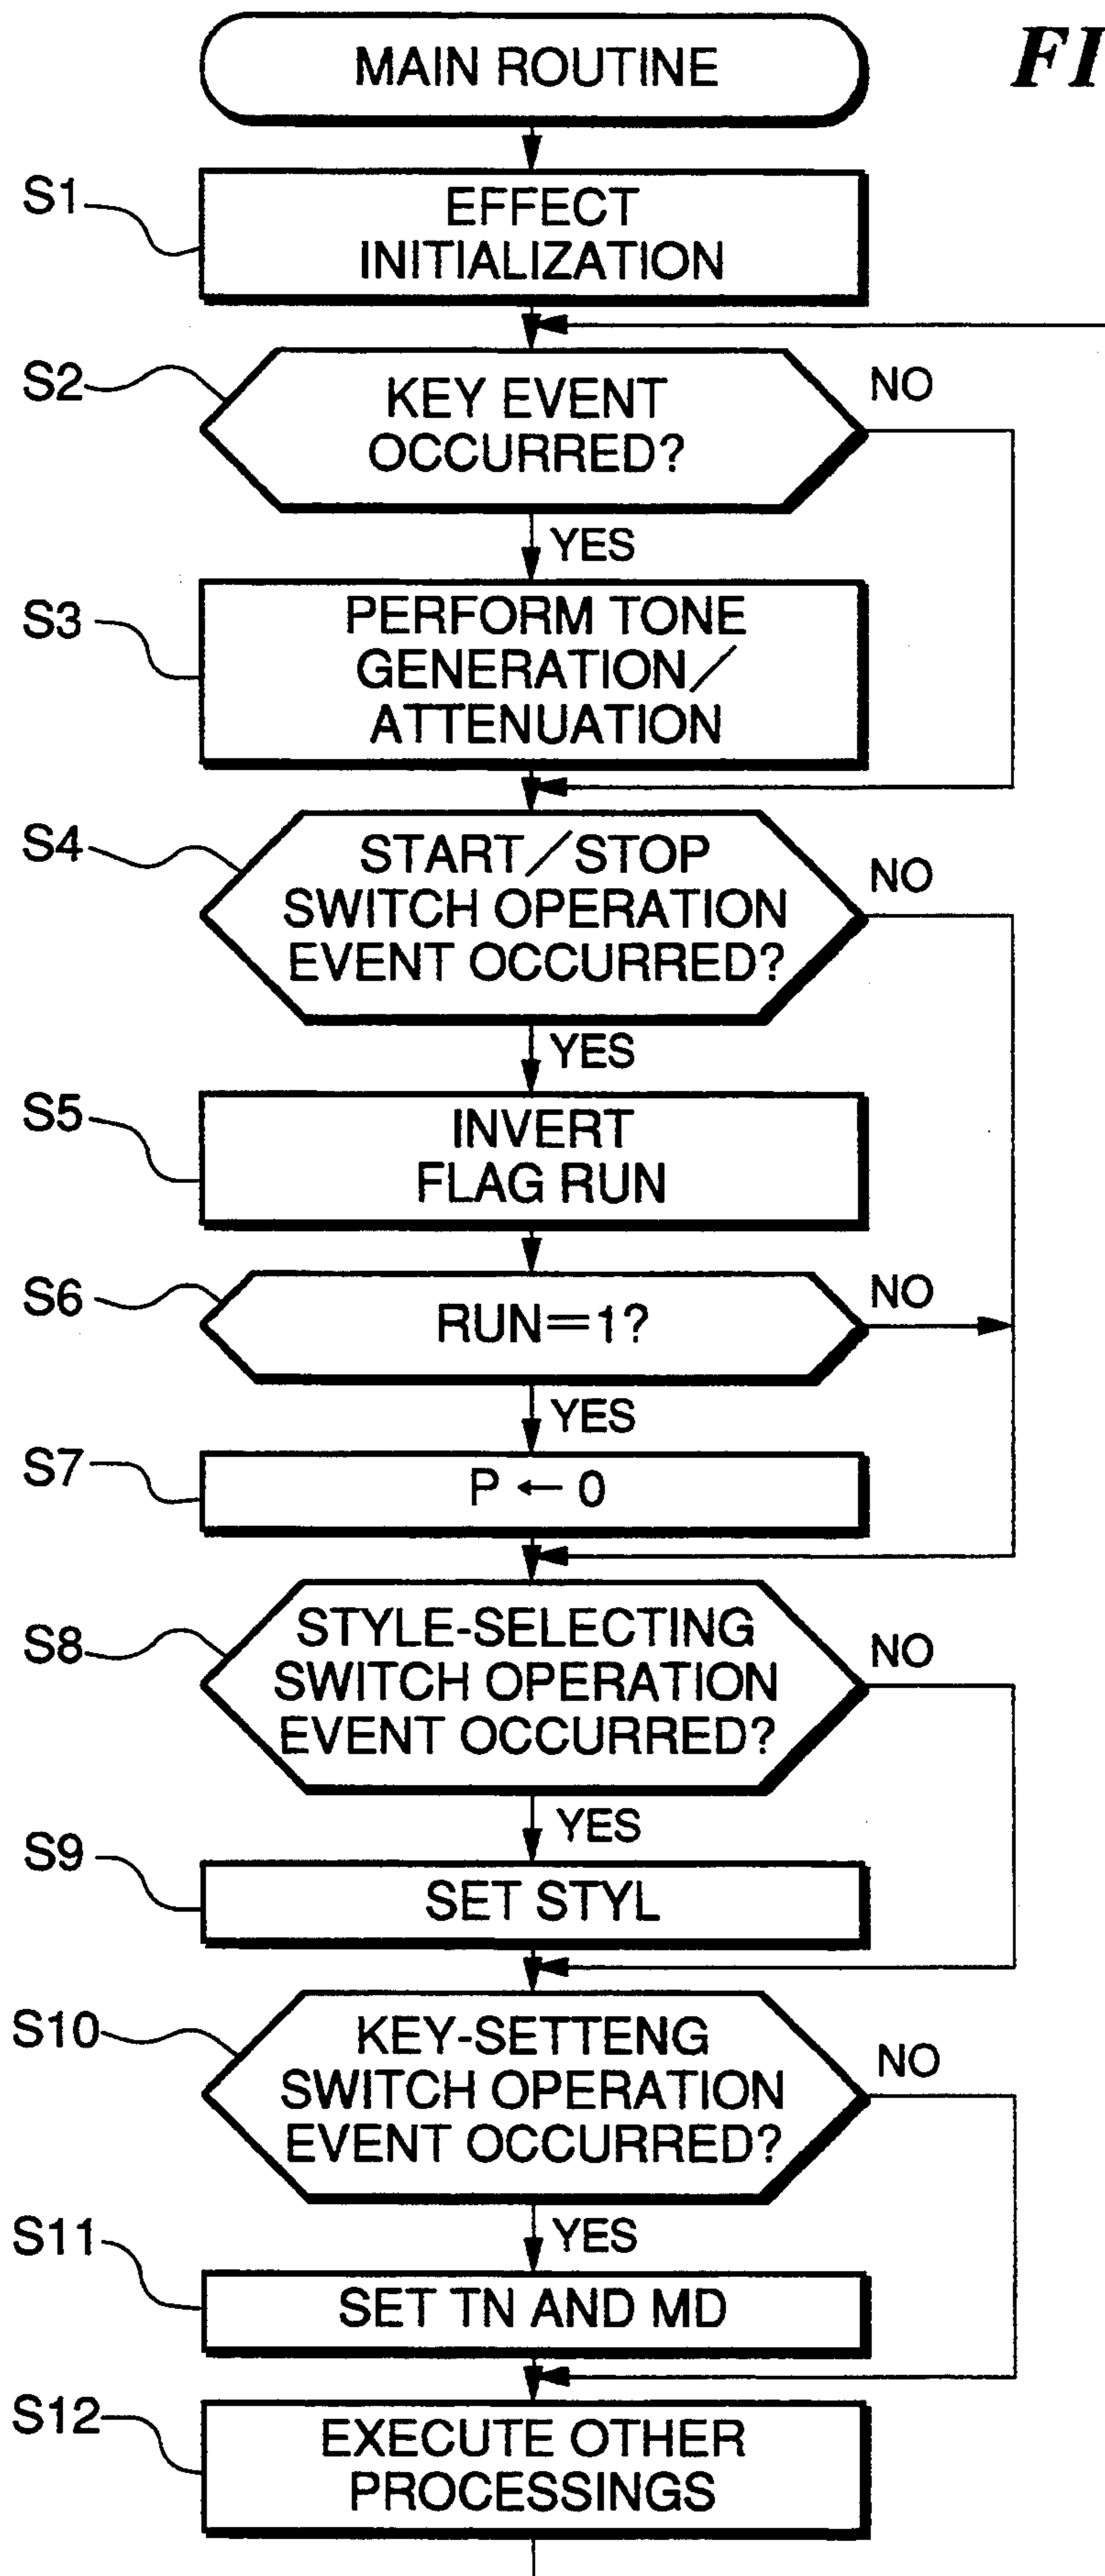 FI
MAIN ROUTINE
S1
EFFECT
INITIALIZATION
S2
KEY EVENT
OCCURRED?
NO
YES
S3
PERFORM TONE
GENERATION/
ATTENUATION
S4
START/STOP
SWITCH OPERATION
EVENT OCCURRED?
NO
YES
S5
INVERT
FLAG RUN
S6
RUN=1?
NO
YES
S7
P ← 0
S8
STYLE-SELECTING
SWITCH OPERATION
EVENT OCCURRED?
NO
YES
S9
SET STYL
S10
KEY-SETTENG
SWITCH OPERATION
EVENT OCCURRED?
NO
YES
S11
SET TN AND MD
S12
EXECUTE OTHER
PROCESSINGS